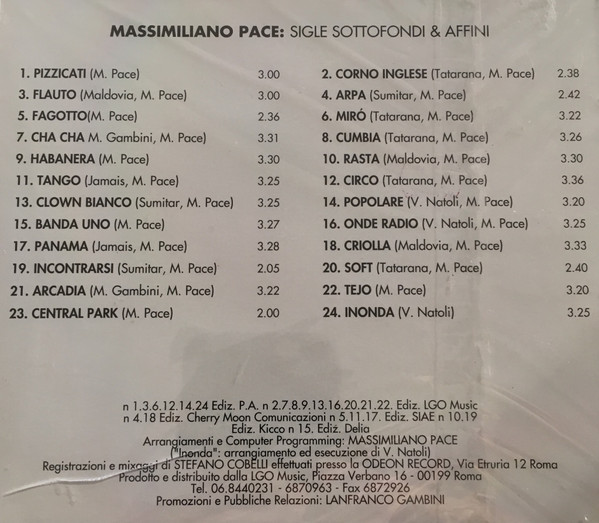 MASSIMILIANO PACE: SIGLE SOTTOFONDI & AFFINI
1. PIZZICATI (M. Pace) 3.00
2. CORNO INGLESE (Tatarana, M. Pace) 2.38
3. FLAUTO (Maldovia, M. Pace) 3.00
4. ARPA (Sumitar, M. Pace) 2.42
5. FAGOTTO(M. Pace) 2.36
6. MIRÓ (Tatarana, M. Pace) 3.22
7. CHA CHA M. Gambini, M. Pace) 3.31
8. CUMBIA (Tatarana, M. Pace) 3.26
9. HABANERA (M. Pace) 3.30
10. RASTA (Maldovia, M. Pace) 3.30
11. TANGO (Jamais, M. Pace) 3.25
12. CIRCO (Tatarana, M. Pace) 3.36
13. CLOWN BIANCO (Sumitar, M. Pace) 3.25
14. POPOLARE (V. Natoli, M. Pace) 3.20
15. BANDA UNO (M. Pace) 3.27
16. ONDE RADIO (V. Natoli, M. Pace) 3.25
17. PANAMA (Jamais, M. Pace) 3.28
18. CRIOLLA (Maldovia, M. Pace) 3.33
19. INCONTRARSI (Sumitar, M. Pace) 2.05
20. SOFT (Tatarana, M. Pace) 2.40
21. ARCADIA (M. Gambini, M. Pace) 3.22
22. TEJO (M. Pace) 3.20
23. CENTRAL PARK (M. Pace) 2.00
24. INONDA (V. Natoli) 3.25
n 1.3.6.12.14.24 Ediz. P.A. n 2.7.8.9.13.16.20.21.22. Ediz. LGO Music
n 4.18 Ediz. Cherry Moon Comunicazioni n 5.11.17. Ediz. SIAE n 10.19
Ediz. Kicco n 15. Ediz. Delia
Arrangiamenti e Computer Programming: MASSIMILIANO PACE
("Inonda": arrangiamento ed esecuzione di V. Natoli)
Registrazioni e mixaggi di STEFANO COBELLI effettuati presso la ODEON RECORD, Via Etruria 12 Roma
Prodotto e distribuito dalla LGO Music, Piazza Verbano 16 - 00199 Roma
Tel. 06.8440231 - 6870963 - Fax 6872926
Promozioni e Pubbliche Relazioni: LANFRANCO GAMBINI